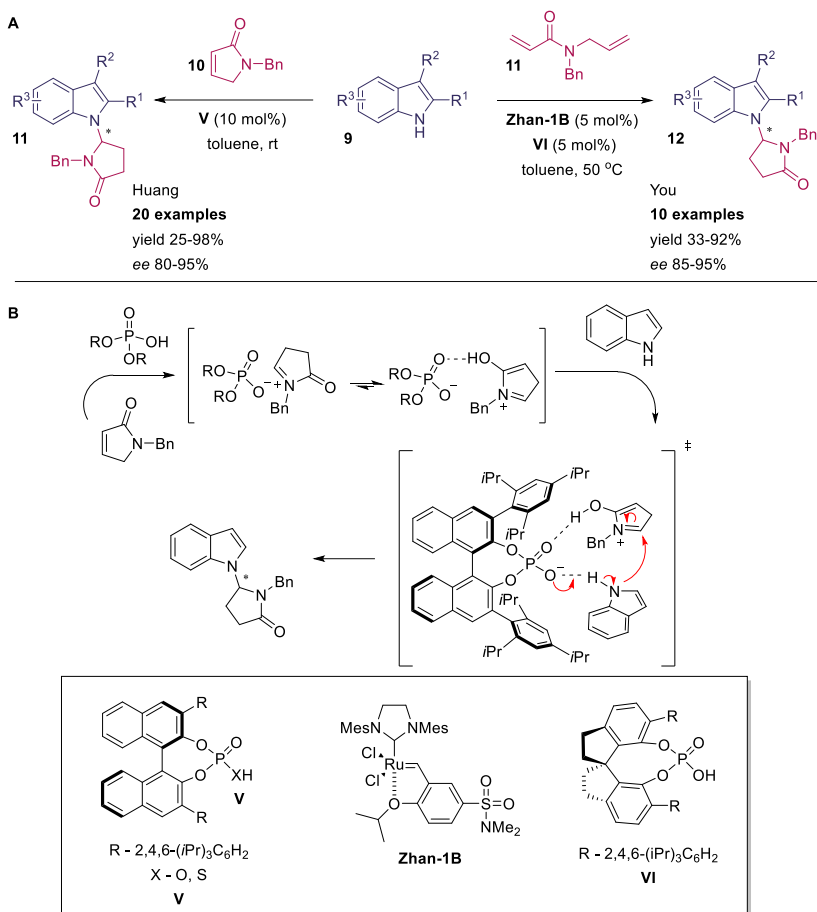 A
O
10
N
Bn
V (10 mol%)
toluene, rt
R2
R3
R1
N
*
11
Bn
N
O
Huang
20 examples
yield 25-98%
ee 80-95%
R2
R3
R1
N
H
9
O
N
Bn
11
Zhan-1B (5 mol%)
VI (5 mol%)
toluene, 50 °C
R2
R3
R1
N
*
12
N
Bn
O
You
10 examples
yield 33-92%
ee 85-95%
B
O
RO
P
OH
O
R
O
N
Bn
O
RO
P
RO
O
−
+
N
O
Bn
O
RO
P
RO
O
−
HO
N
+
Bn
N
H
‡
iPr
iPr
iPr
O
O
P
O
O
−
H
O
N
+
Bn
H
N
iPr
iPr
iPr
N
*
N
Bn
O
R
O
O
P
O
XH
R
V
R - 2,4,6-(iPr)3C6H2
X - O, S
V
MesN
NMes
Cl
Ru
Cl
O
S
O
O
NMe2
Zhan-1B
R
O
O
P
O
OH
R
R - 2,4,6-(iPr)3C6H2
VI